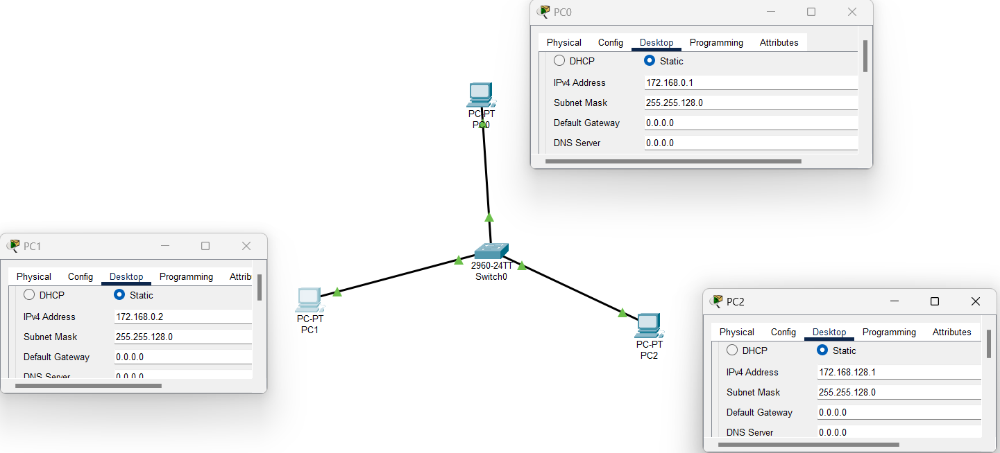 PC0
Physical Config Desktop Programming Attributes
DHCP Static
IPv4 Address 172.168.0.1
Subnet Mask 255.255.128.0
Default Gateway 0.0.0.0
DNS Server 0.0.0.0
PC-PT
PC0
PC1
Physical Config Desktop Programming Attrib
DHCP Static
IPv4 Address 172.168.0.2
Subnet Mask 255.255.128.0
Default Gateway 0.0.0.0
DNS Server 0.0.0.0
2960-24TT
Switch0
PC-PT
PC1
PC-PT
PC2
PC2
Physical Config Desktop Programming Attributes
DHCP Static
IPv4 Address 172.168.128.1
Subnet Mask 255.255.128.0
Default Gateway 0.0.0.0
DNS Server 0.0.0.0